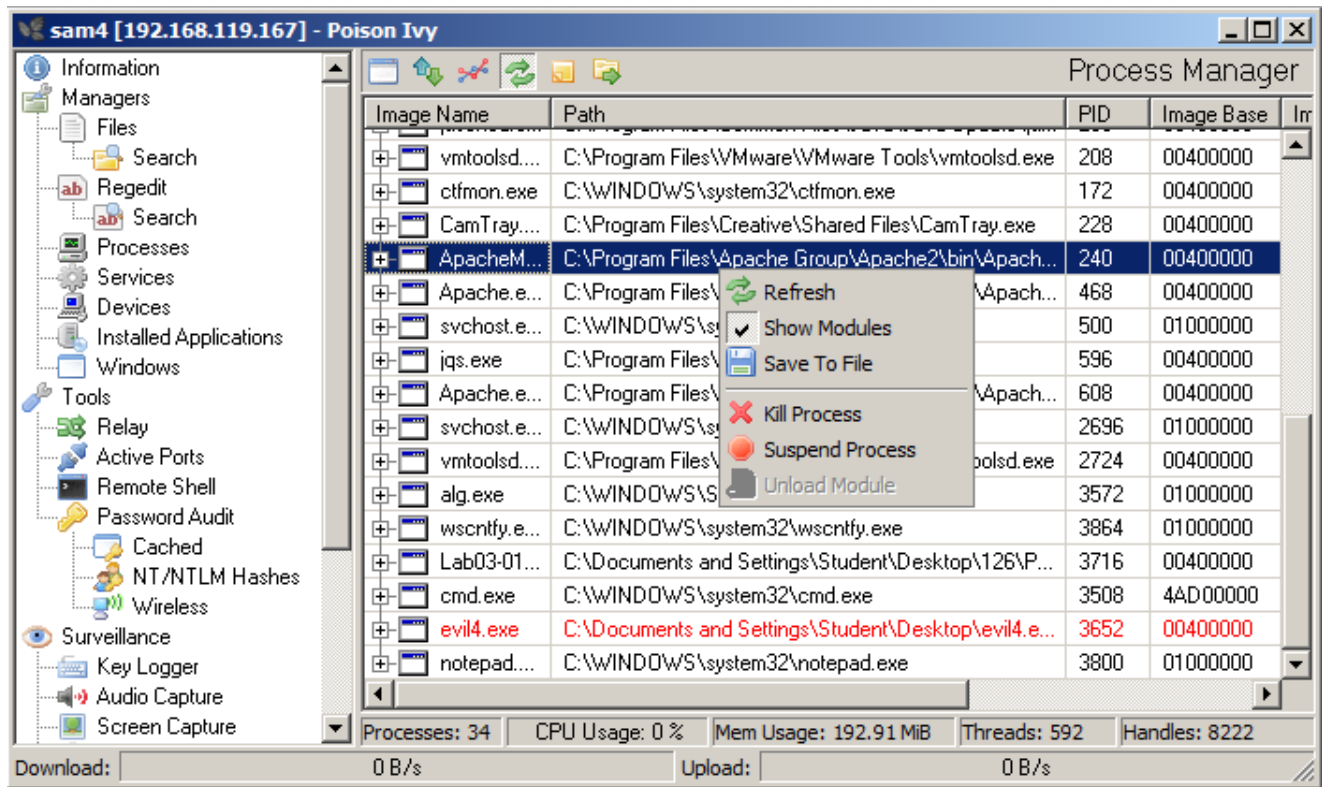 sam4 [192.168.119.167] - Poison Ivy
Information
Managers
Files
Search
Regedit
Search
Processes
Services
Devices
Installed Applications
Windows
Tools
Relay
Active Ports
Remote Shell
Password Audit
Cached
NT/NTLM Hashes
Wireless
Surveillance
Key Logger
Audio Capture
Screen Capture
Process Manager
Image Name Path PID Image Base Im
vmtoolsd.... C:\Program Files\VMware\VMware Tools\vmtoolsd.exe 208 00400000
ctfmon.exe C:\WINDOWS\system32\ctfmon.exe 172 00400000
CamTray.... C:\Program Files\Creative\Shared Files\CamTray.exe 228 00400000
ApacheM... C:\Program Files\Apache Group\Apache2\bin\Apach... 240 00400000
Apache.e... C:\Program Files\ \Apach... 468 00400000
svchost.e... C:\WINDOWS\sy 500 01000000
jqs.exe C:\Program Files\ 596 00400000
Apache.e... C:\Program Files\ \Apach... 608 00400000
svchost.e... C:\WINDOWS\sy 2696 01000000
vmtoolsd.... C:\Program Files\ oolsd.exe 2724 00400000
alg.exe C:\WINDOWS\S 3572 01000000
wscntfy.e... C:\WINDOWS\system32\wscntfy.exe 3864 01000000
Lab03-01... C:\Documents and Settings\Student\Desktop\126\P... 3716 00400000
cmd.exe C:\WINDOWS\system32\cmd.exe 3508 4AD00000
evil4.exe C:\Documents and Settings\Student\Desktop\evil4.e... 3652 00400000
notepad.... C:\WINDOWS\system32\notepad.exe 3800 01000000
Refresh
Show Modules
Save To File
Kill Process
Suspend Process
Unload Module
Processes: 34 CPU Usage: 0 % Mem Usage: 192.91 MiB Threads: 592 Handles: 8222
Download: 0 B/s Upload: 0 B/s